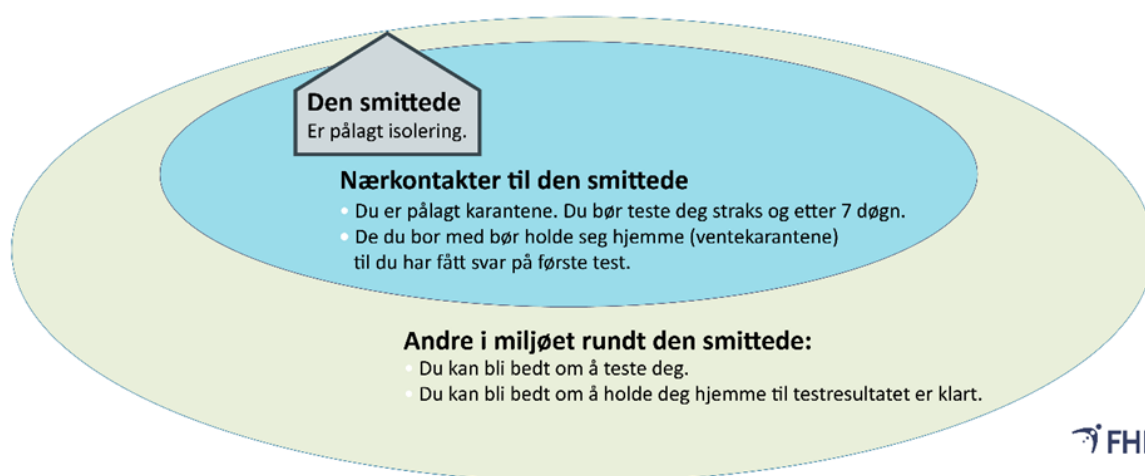 Den smittede
Er pålagt isolering.
Nærkontakter til den smittede
• Du er pålagt karantene. Du bør teste deg straks og etter 7 døgn.
• De du bor med bør holde seg hjemme (ventekarantene)
til du har fått svar på første test.
Andre i miljøet rundt den smittede:
• Du kan bli bedt om å teste deg.
• Du kan bli bedt om å holde deg hjemme til testresultatet er klart.
FHI